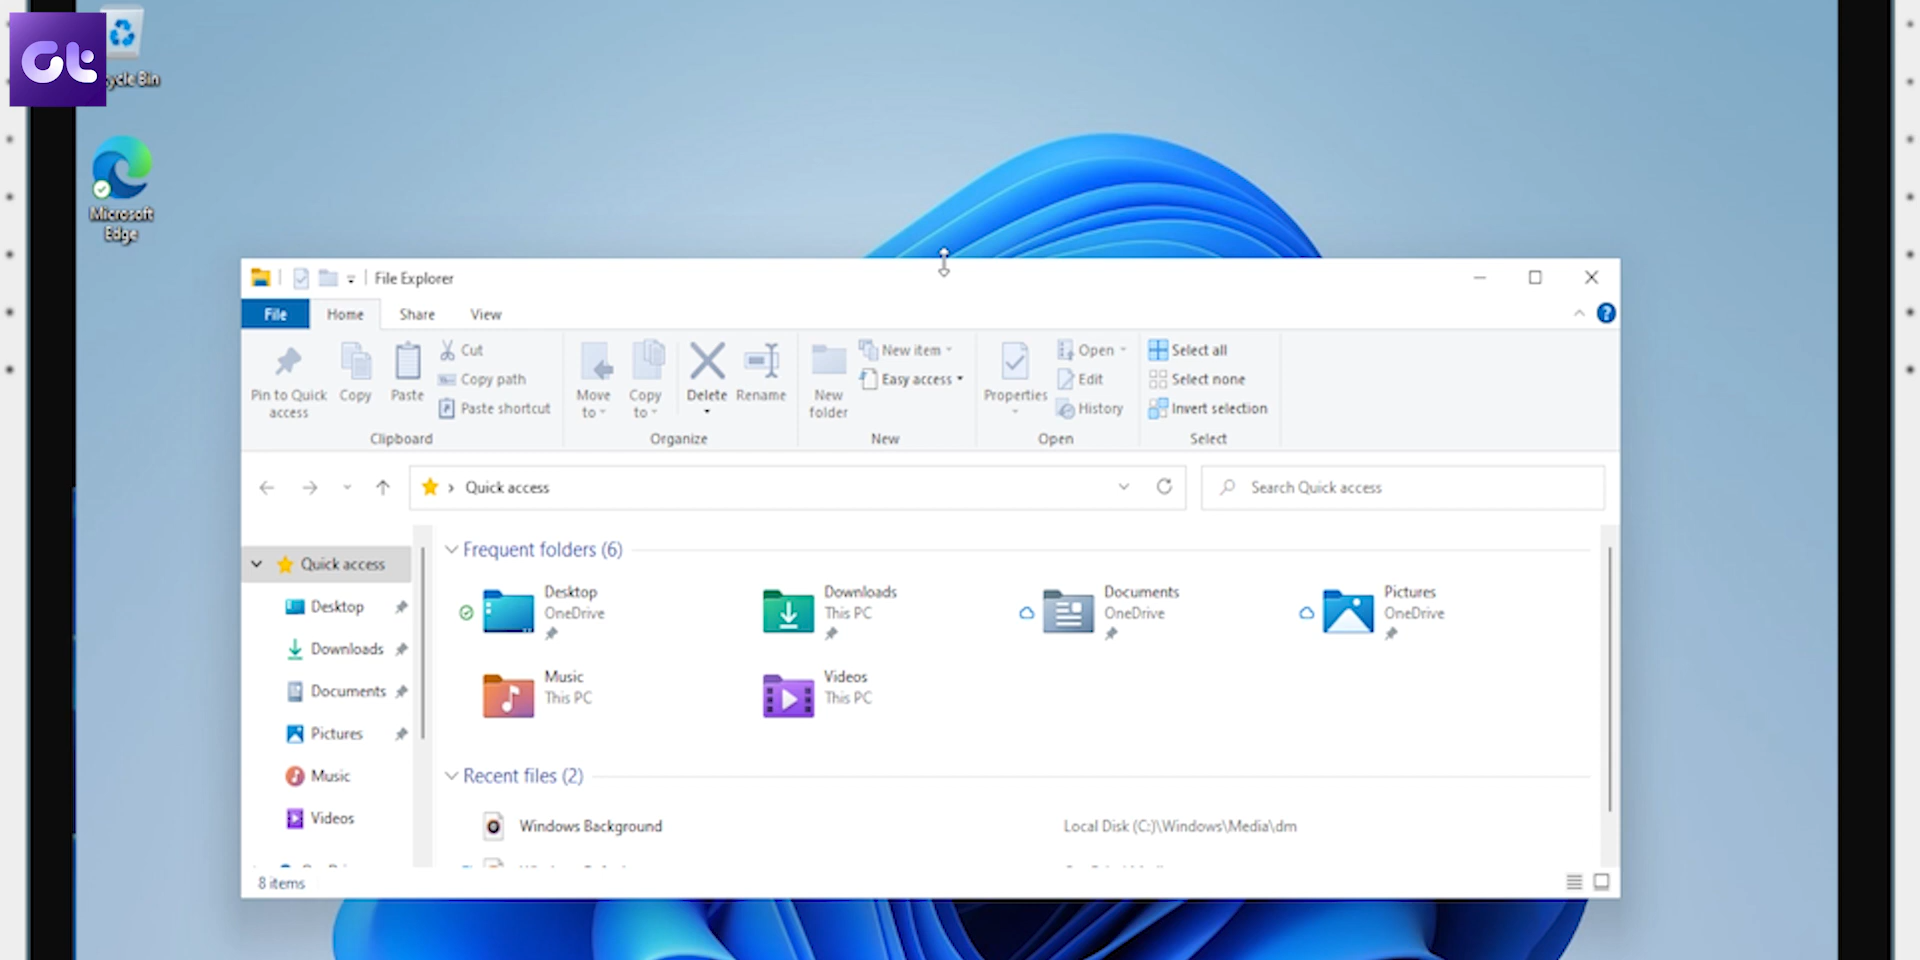 Gt
ycle Bin
Microsoft
Edge
File Explorer
File Home Share View
Pin to Quick
access
Copy
Paste
Cut
Copy path
Paste shortcut
Clipboard
Move
to
Copy
to
Delete
Rename
Organize
New
folder
New item
Easy access
New
Properties
Open
Edit
History
Open
Select all
Select none
Invert selection
Select
Quick access
Search Quick access
Quick access
Desktop
Downloads
Documents
Pictures
Music
Videos
Frequent folders (6)
Desktop
OneDrive
Downloads
This PC
Documents
OneDrive
Pictures
OneDrive
Music
This PC
Videos
This PC
Recent files (2)
Windows Background
Local Disk (C:)\Windows\Media\dm
8 items